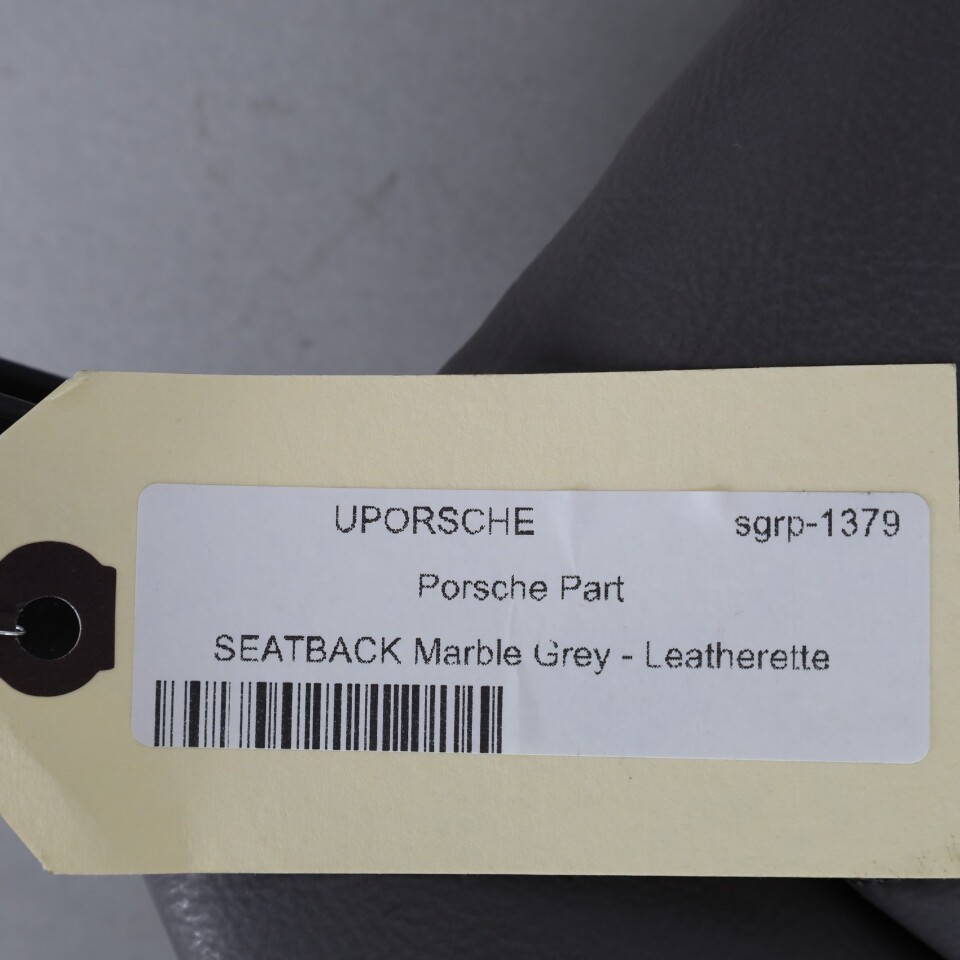 UPORSCHE sgrp-1379
Porsche Part
SEATBACK Marble Grey - Leatherette